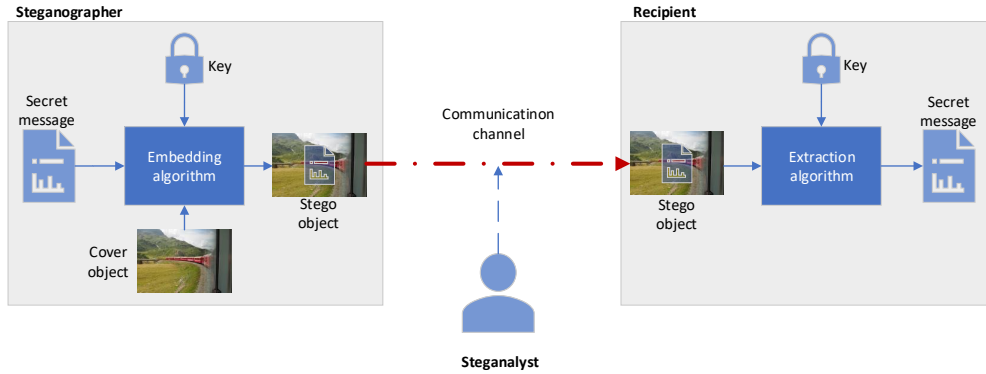 Steganographer
Recipient
Key
Key
Secret
message
Communicatinon
channel
Secret
message
Embedding
algorithm
Extraction
algorithm
Stego
object
Stego
object
Cover
object
Steganalyst